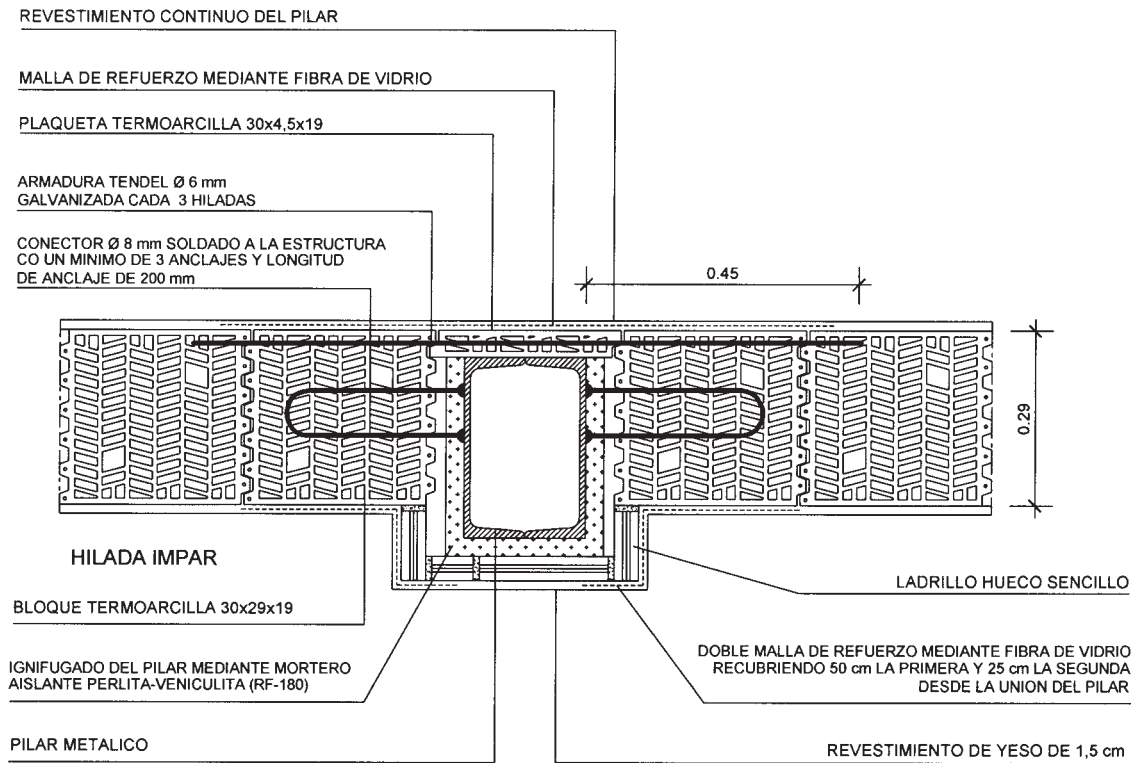 REVESTIMIENTO CONTINUO DEL PILAR
MALLA DE REFUERZO MEDIANTE FIBRA DE VIDRIO
PLAQUETA TERMOARCILLA 30x4,5x19
ARMADURA TENDEL Ø 6 mm
GALVANIZADA CADA 3 HILADAS
CONECTOR Ø 8 mm SOLDADO A LA ESTRUCTURA
CO UN MINIMO DE 3 ANCLAJES Y LONGITUD
DE ANCLAJE DE 200 mm
0.45
0.29
HILADA IMPAR
BLOQUE TERMOARCILLA 30x29x19
IGNIFUGADO DEL PILAR MEDIANTE MORTERO
AISLANTE PERLITA-VENICULITA (RF-180)
PILAR METALICO
LADRILLO HUECO SENCILLO
DOBLE MALLA DE REFUERZO MEDIANTE FIBRA DE VIDRIO
RECUBRIENDO 50 cm LA PRIMERA Y 25 cm LA SEGUNDA
DESDE LA UNION DEL PILAR
REVESTIMIENTO DE YESO DE 1,5 cm